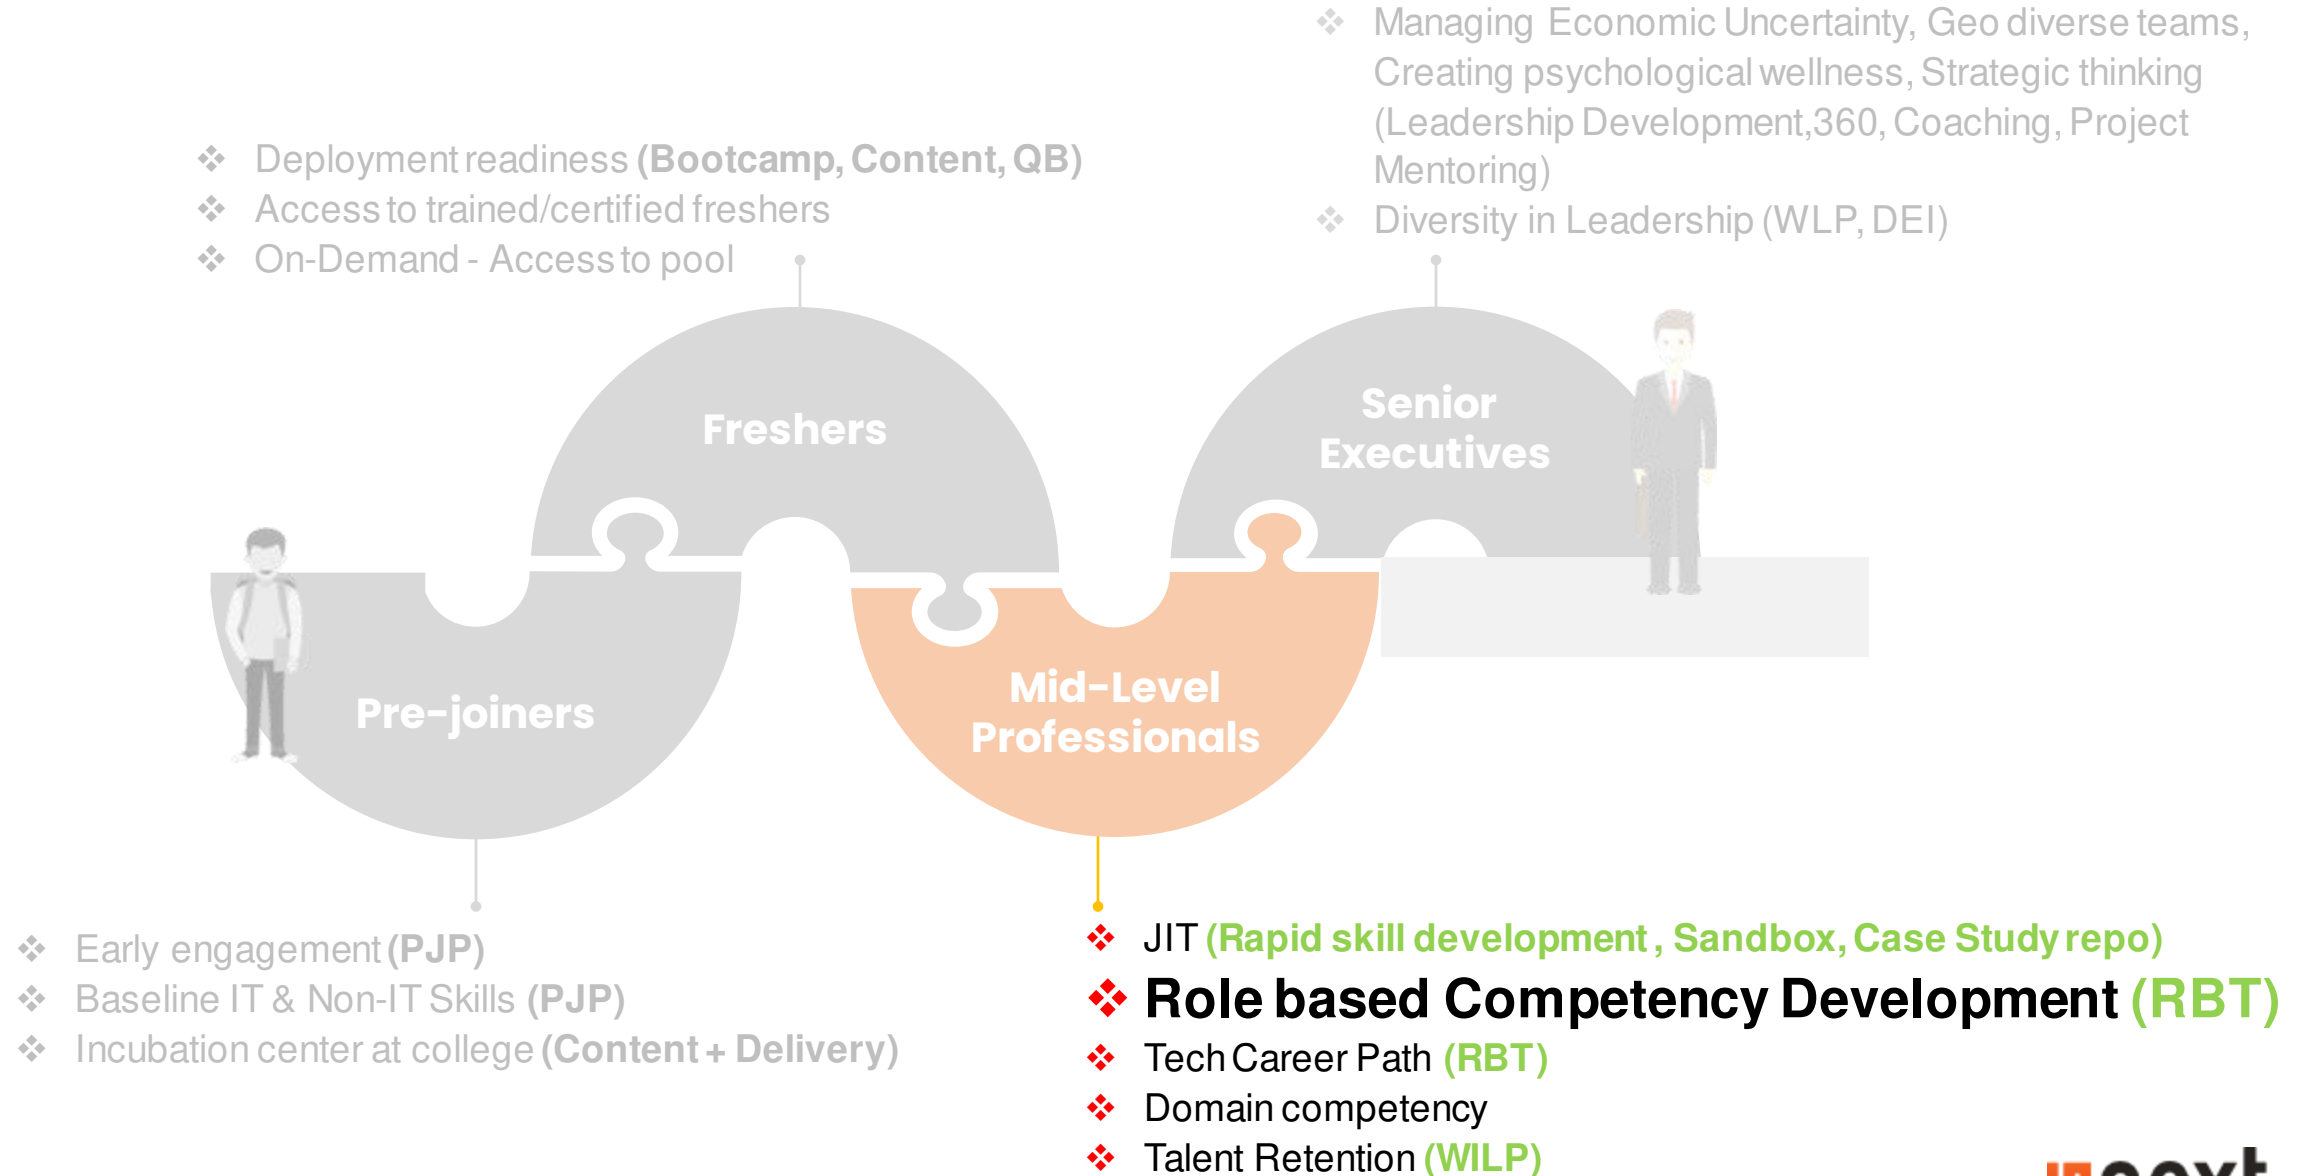 Managing Economic Uncertainty, Geo diverse teams,
Creating psychological wellness, Strategic thinking
(Leadership Development,360, Coaching, Project
Mentoring)
Diversity in Leadership (WLP, DEI)
Deployment readiness (Bootcamp, Content, QB)
Access to trained/certified freshers
On-Demand - Access to pool
Freshers
Senior
Executives
Pre-joiners
Mid-Level
Professionals
Early engagement (PJP)
Baseline IT & Non-IT Skills (PJP)
Incubation center at college (Content + Delivery)
JIT (Rapid skill development , Sandbox, Case Study repo)
Role based Competency Development (RBT)
Tech Career Path (RBT)
Domain competency
Talent Retention (WILP)